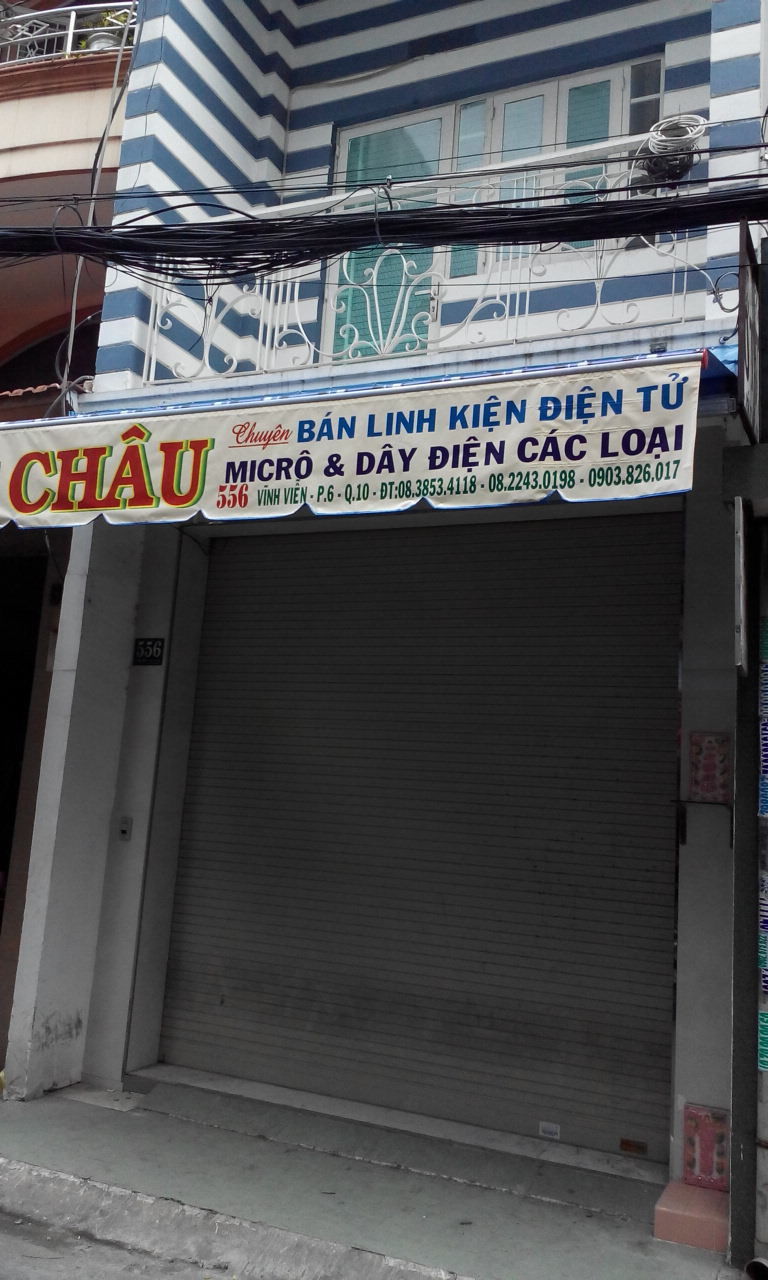 CHÂU
Chuyên BÁN LINH KIỆN ĐIỆN TỬ
MICRÔ & DÂY ĐIỆN CÁC LOẠI
556 VĨNH VIỄN - P.6 - Q.10 - ĐT:08.3853.4118 - 08.2243.0198 - 0903.826.017
556